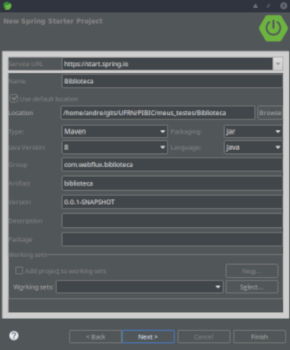 New Spring Starter Project
Service URL https://start.spring.io
Name Biblioteca
Use default location
Location /home/andre/gits/UFRN/PIBIC/meus_testes/Biblioteca Browse
Type: Maven Packaging: Jar
Java Version: 8 Language: Java
Group com.webflux.biblioteca
Artifact biblioteca
Version 0.0.1-SNAPSHOT
Description
Package
Working sets
Add project to working sets New...
Working sets: Select...
< Back Next > Cancel Finish